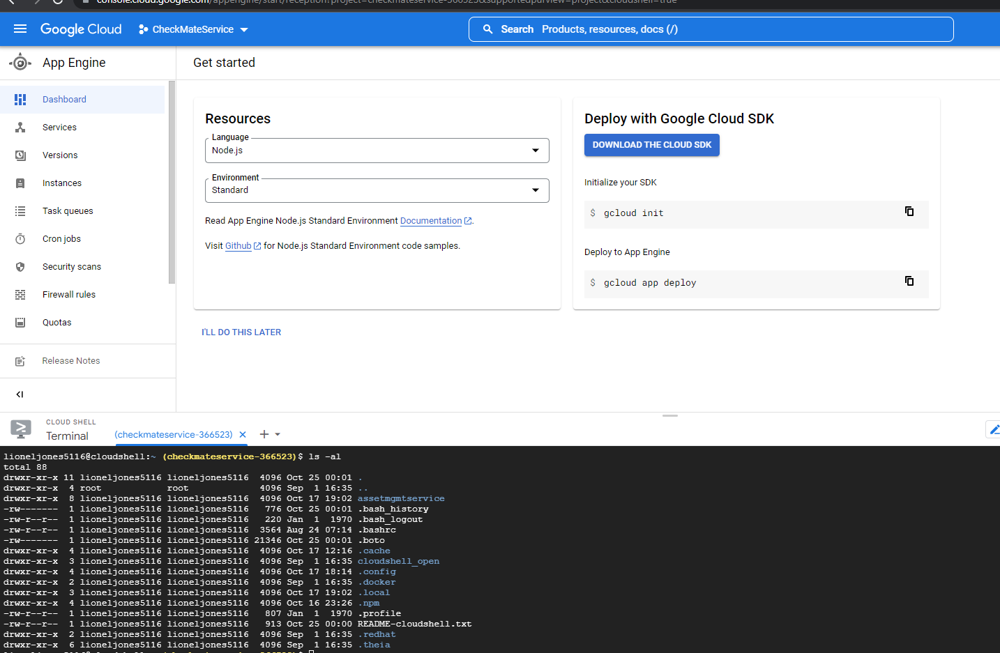 console.cloud.google.com/appengine/start/reception?project=checkmateservice-366523&supportedpurview=project&cloudshell=true
Google Cloud
CheckMateService
Search Products, resources, docs (/)
App Engine
Get started
Dashboard
Services
Versions
Instances
Task queues
Cron jobs
Security scans
Firewall rules
Quotas
Release Notes
Resources
Language
Node.js
Environment
Standard
Read App Engine Node.js Standard Environment Documentation.
Visit Github for Node.js Standard Environment code samples.
Deploy with Google Cloud SDK
DOWNLOAD THE CLOUD SDK
Initialize your SDK
$ gcloud init
Deploy to App Engine
$ gcloud app deploy
I'LL DO THIS LATER
CLOUD SHELL
Terminal
(checkmateservice-366523)
lioneljones5116@cloudshell:~ (checkmateservice-366523)$ ls -al
total 88
drwxr-xr-x 11 lioneljones5116 lioneljones5116 4096 Oct 25 00:01 .
drwxr-xr-x 4 root root 4096 Sep 1 16:35 ..
drwxr-xr-x 8 lioneljones5116 lioneljones5116 4096 Oct 17 19:02 assetmgmtservice
-rw------- 1 lioneljones5116 lioneljones5116 776 Oct 25 00:01 .bash_history
-rw-r--r-- 1 lioneljones5116 lioneljones5116 220 Jan 1 1970 .bash_logout
-rw-r--r-- 1 lioneljones5116 lioneljones5116 3564 Aug 24 07:14 .bashrc
-rw------- 1 lioneljones5116 lioneljones5116 21346 Oct 25 00:01 .boto
drwxr-xr-x 4 lioneljones5116 lioneljones5116 4096 Oct 17 12:16 .cache
drwxr-xr-x 3 lioneljones5116 lioneljones5116 4096 Sep 1 16:35 cloudshell_open
drwxr-xr-x 4 lioneljones5116 lioneljones5116 4096 Oct 17 18:14 .config
drwxr-xr-x 2 lioneljones5116 lioneljones5116 4096 Sep 1 16:35 .docker
drwxr-xr-x 3 lioneljones5116 lioneljones5116 4096 Oct 17 19:02 .local
drwxr-xr-x 4 lioneljones5116 lioneljones5116 4096 Oct 16 23:26 .npm
-rw-r--r-- 1 lioneljones5116 lioneljones5116 807 Jan 1 1970 .profile
-rw-r--r-- 1 lioneljones5116 lioneljones5116 913 Oct 25 00:00 README-cloudshell.txt
drwxr-xr-x 2 lioneljones5116 lioneljones5116 4096 Sep 1 16:35 .redhat
drwxr-xr-x 6 lioneljones5116 lioneljones5116 4096 Sep 1 16:35 .theia